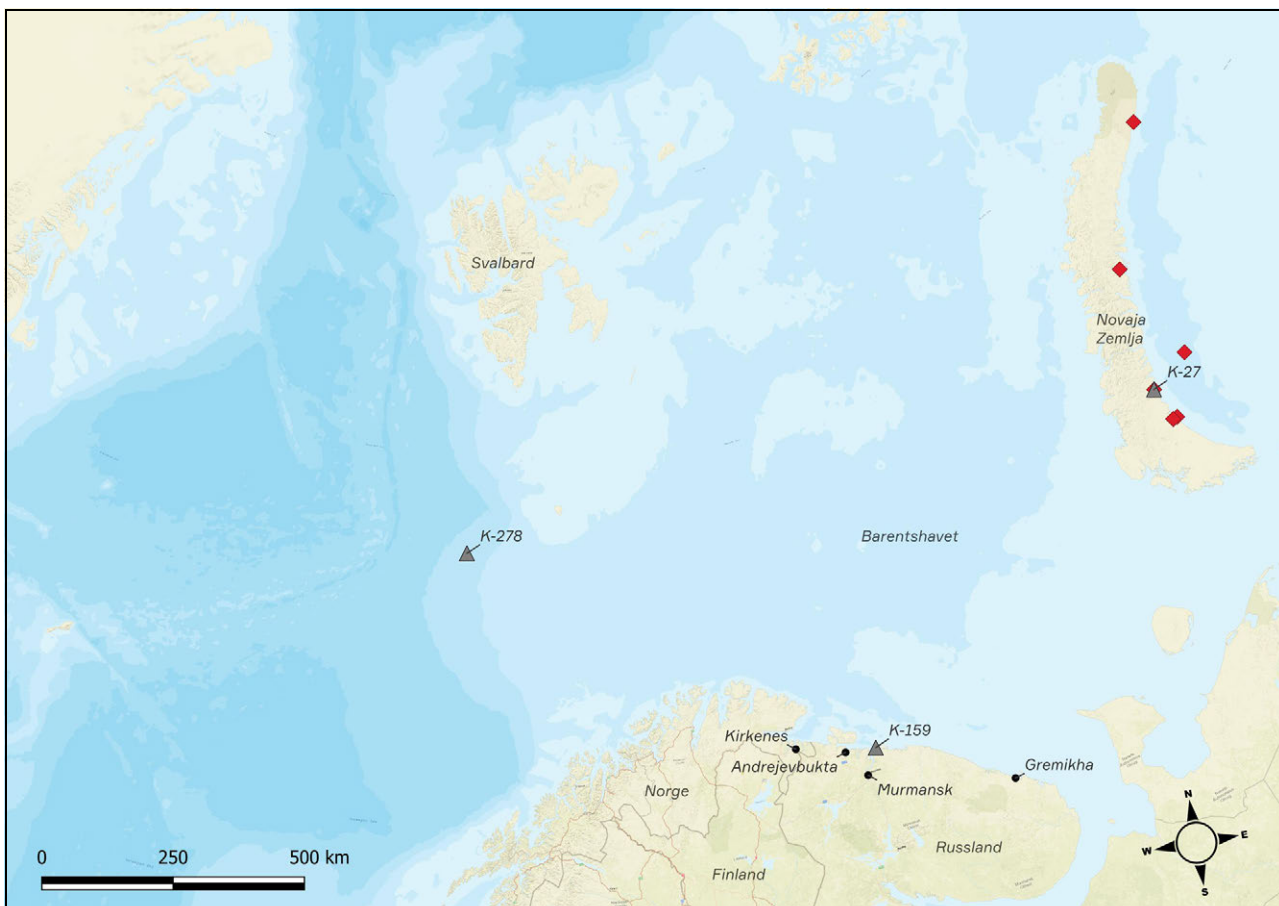 Svalbard
Novaja
Zemlja
K-27
K-278
Barentshavet
K-159
Kirkenes
Andrejevbukta
Gremikha
Norge
Murmansk
Russland
Finland
0 250 500 km
N
W E
S